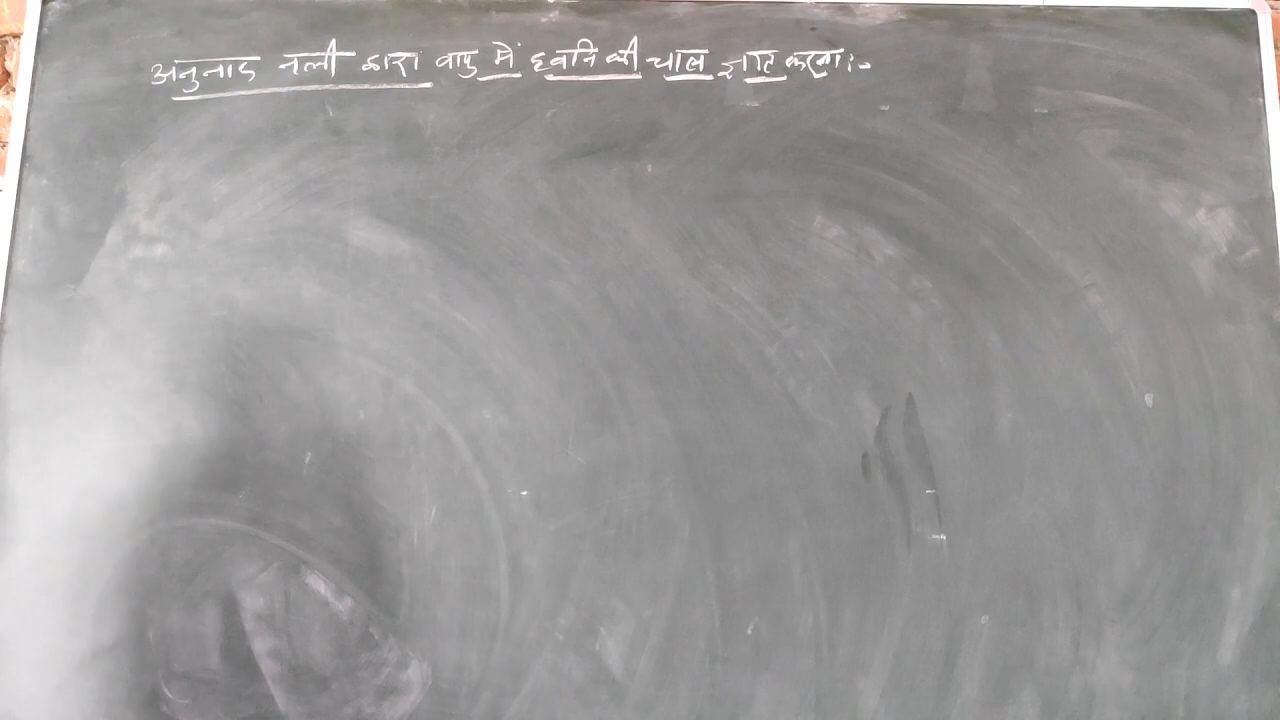 अनुनाद नली द्वारा वायु में ध्वनि की चाल ज्ञात करना:-